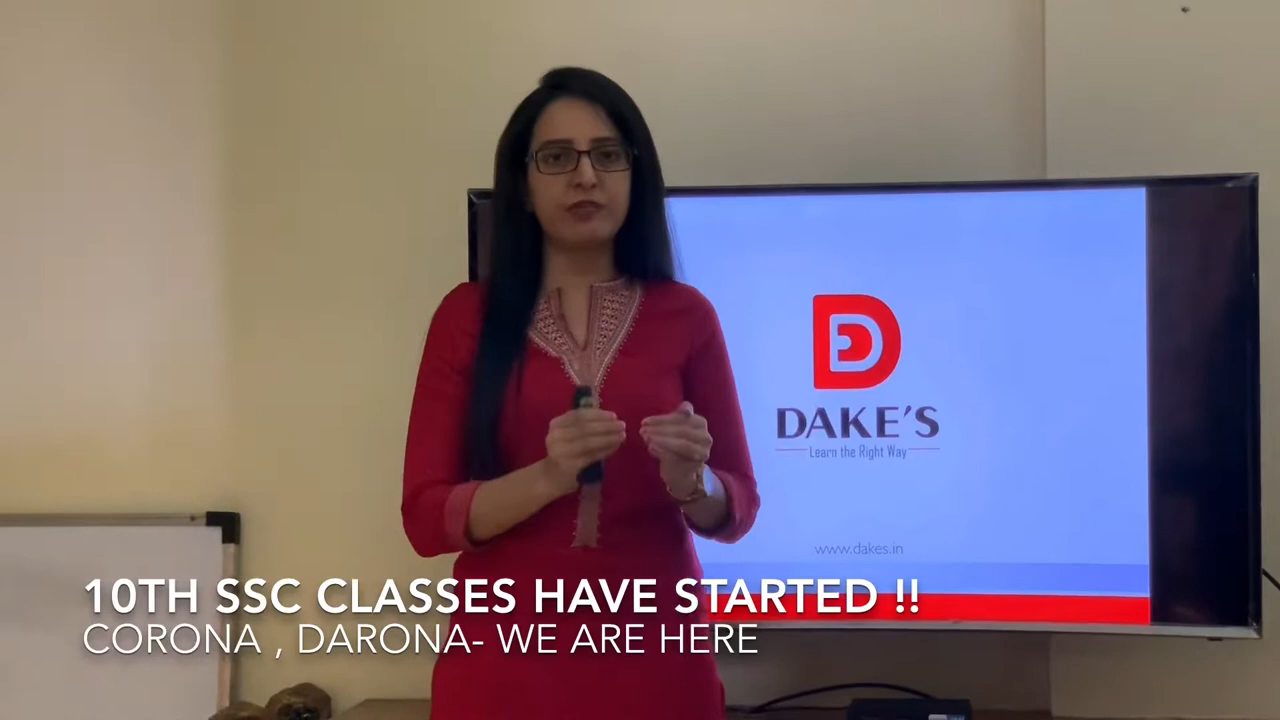 DAKE'S
Learn the Right Way
www.dakes.in
10TH SSC CLASSES HAVE STARTED !!
CORONA , DARONA- WE ARE HERE